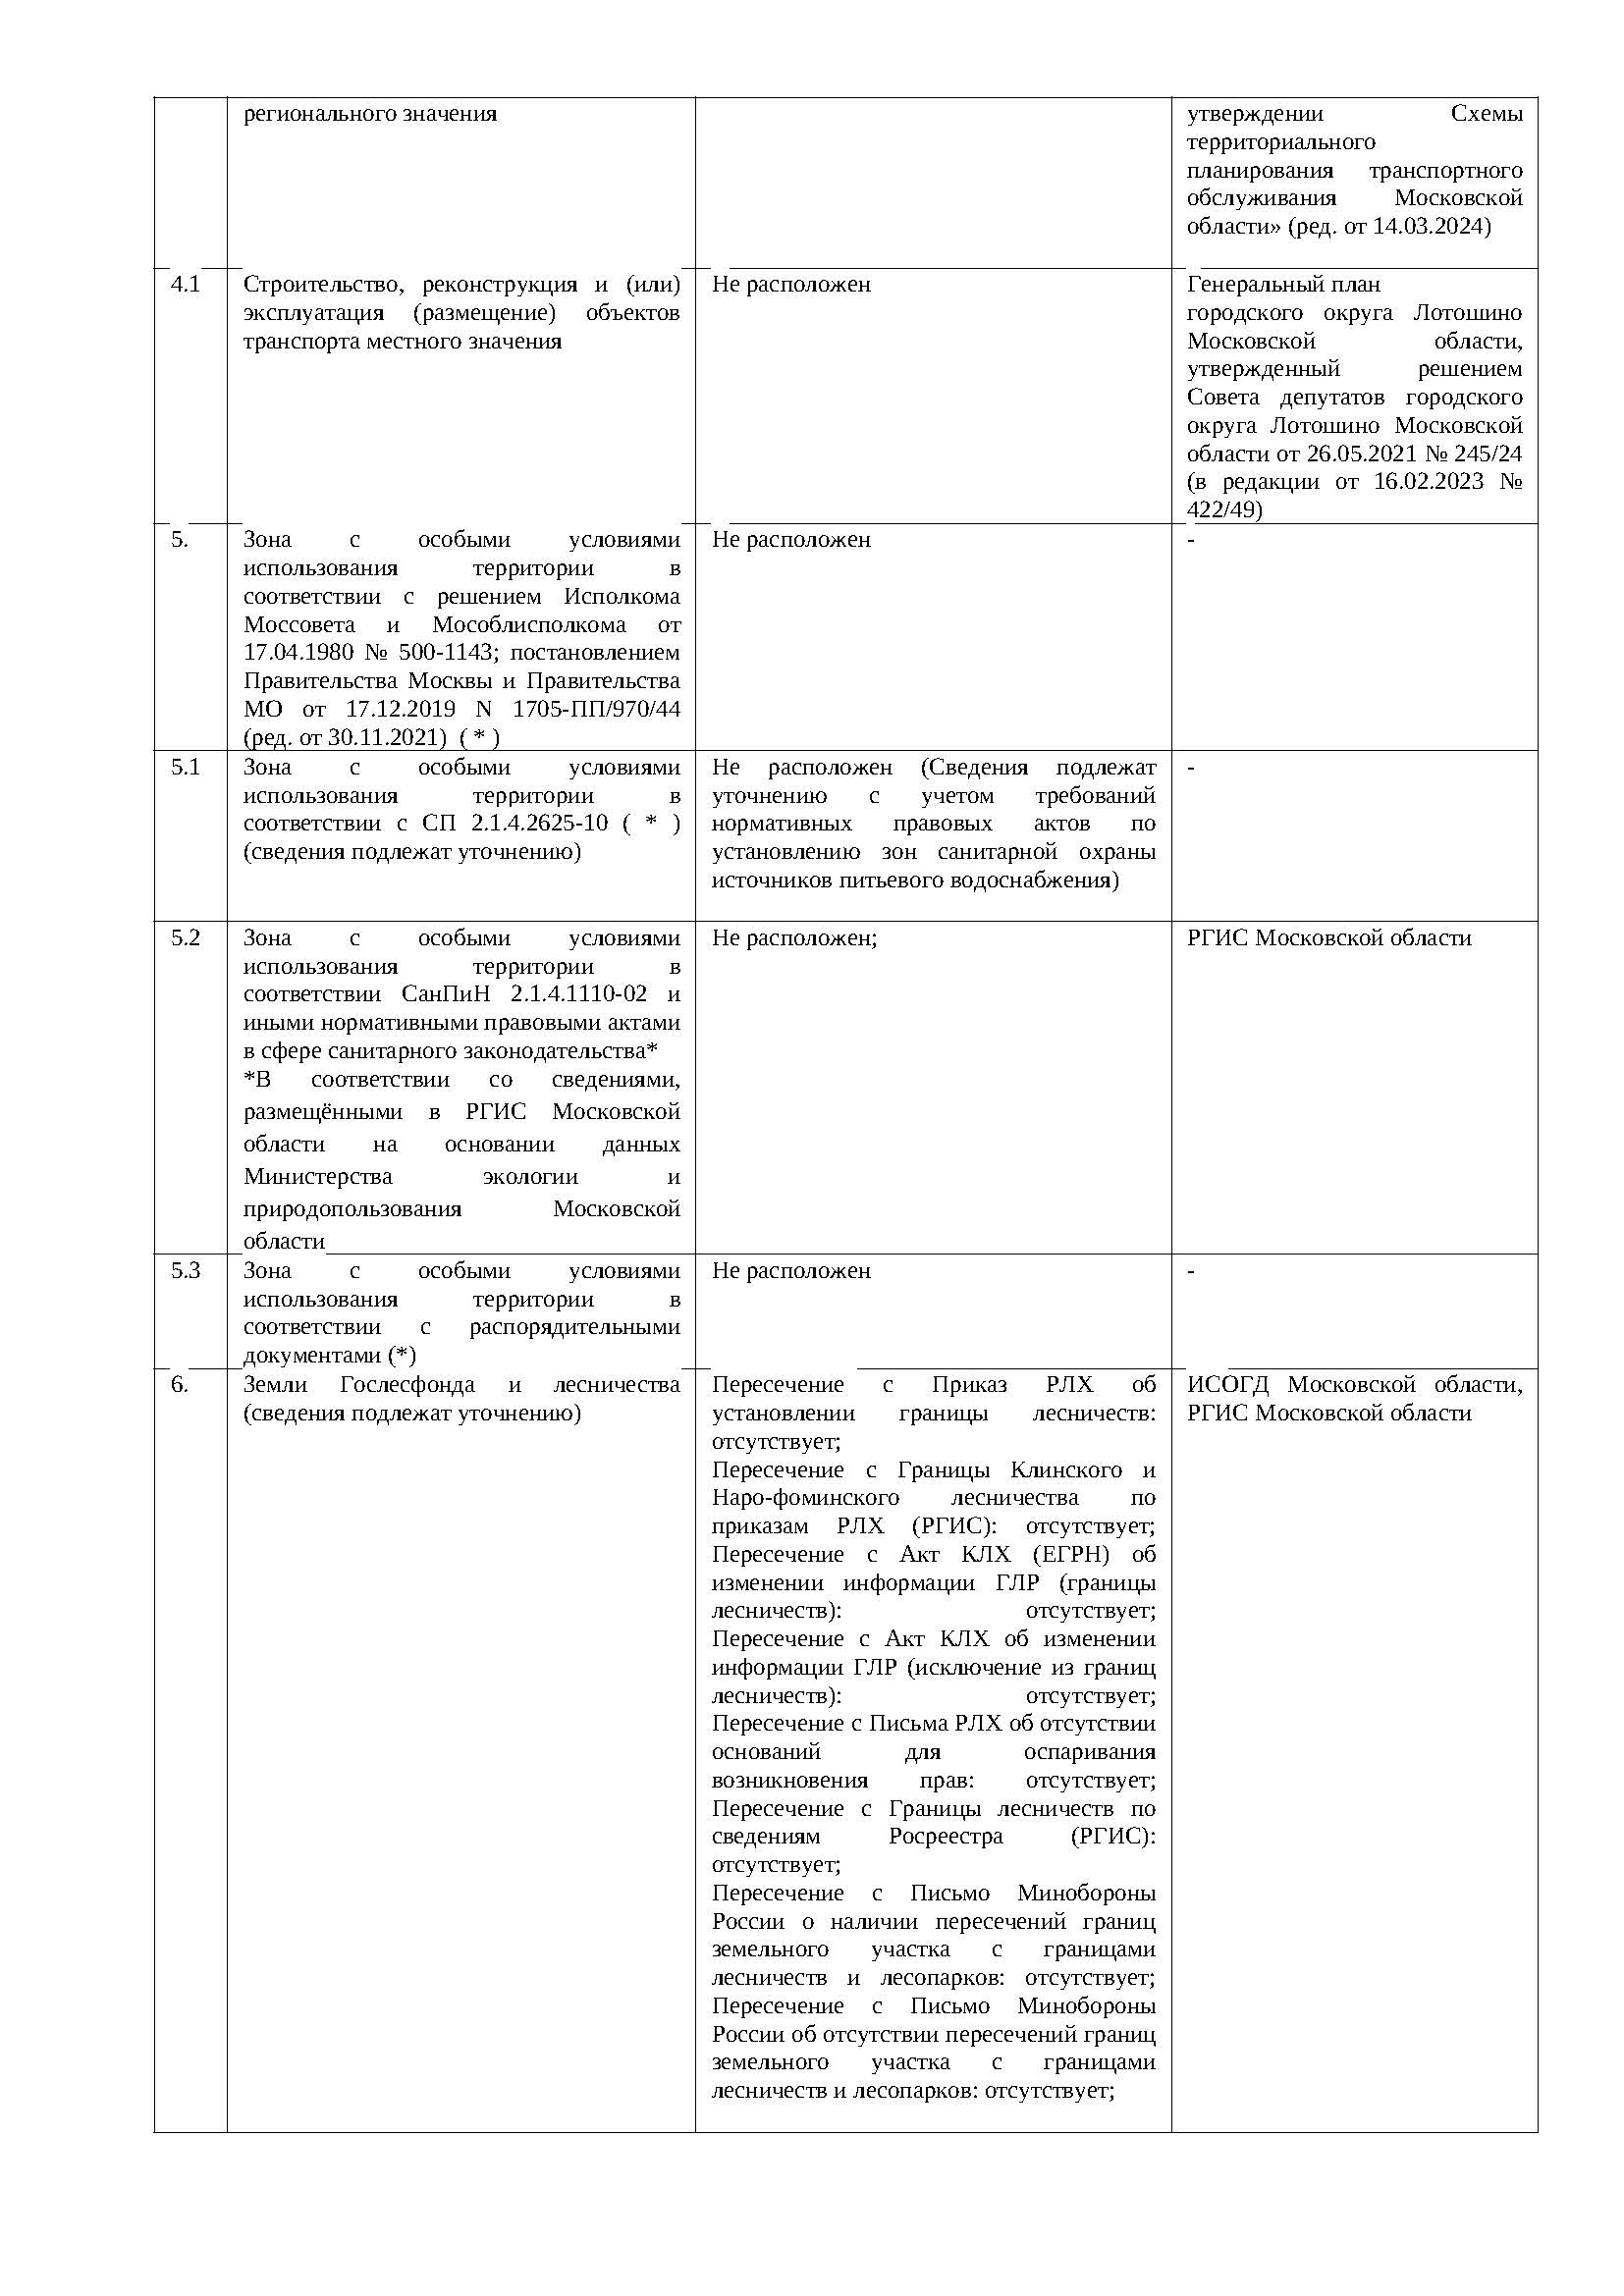 регионального значения
утверждении Схемы
территориального
планирования транспортного
обслуживания Московской
области» (ред. от 14.03.2024)
4.1
Строительство, реконструкция и (или)
эксплуатация (размещение) объектов
транспорта местного значения
Не расположен
Генеральный план
городского округа Лотошино
Московской области,
утвержденный решением
Совета депутатов городского
округа Лотошино Московской
области от 26.05.2021 № 245/24
(в редакции от 16.02.2023 №
422/49)
5.
Зона с особыми условиями
использования территории в
соответствии с решением Исполкома
Моссовета и Мособлисполкома от
17.04.1980 № 500-1143; постановлением
Правительства Москвы и Правительства
МО от 17.12.2019 N 1705-ПП/970/44
(ред. от 30.11.2021) ( * )
Не расположен
-
5.1
Зона с особыми условиями
использования территории в
соответствии с СП 2.1.4.2625-10 ( * )
(сведения подлежат уточнению)
Не расположен (Сведения подлежат
уточнению с учетом требований
нормативных правовых актов по
установлению зон санитарной охраны
источников питьевого водоснабжения)
-
5.2
Зона с особыми условиями
использования территории в
соответствии СанПиН 2.1.4.1110-02 и
иными нормативными правовыми актами
в сфере санитарного законодательства*
*В соответствии со сведениями,
размещёнными в РГИС Московской
области на основании данных
Министерства экологии и
природопользования Московской
области
Не расположен;
РГИС Московской области
5.3
Зона с особыми условиями
использования территории в
соответствии с распорядительными
документами (*)
Не расположен
-
6.
Земли Гослесфонда и лесничества
(сведения подлежат уточнению)
Пересечение с Приказ РЛХ об
установлении границы лесничеств:
отсутствует;
Пересечение с Границы Клинского и
Наро-фоминского лесничества по
приказам РЛХ (РГИС): отсутствует;
Пересечение с Акт КЛХ (ЕГРН) об
изменении информации ГЛР (границы
лесничеств): отсутствует;
Пересечение с Акт КЛХ об изменении
информации ГЛР (исключение из границ
лесничеств): отсутствует;
Пересечение с Письма РЛХ об отсутствии
оснований для оспаривания
возникновения прав: отсутствует;
Пересечение с Границы лесничеств по
сведениям Росреестра (РГИС):
отсутствует;
Пересечение с Письмо Минобороны
России о наличии пересечений границ
земельного участка с границами
лесничеств и лесопарков: отсутствует;
Пересечение с Письмо Минобороны
России об отсутствии пересечений границ
земельного участка с границами
лесничеств и лесопарков: отсутствует;
ИСОГД Московской области,
РГИС Московской области